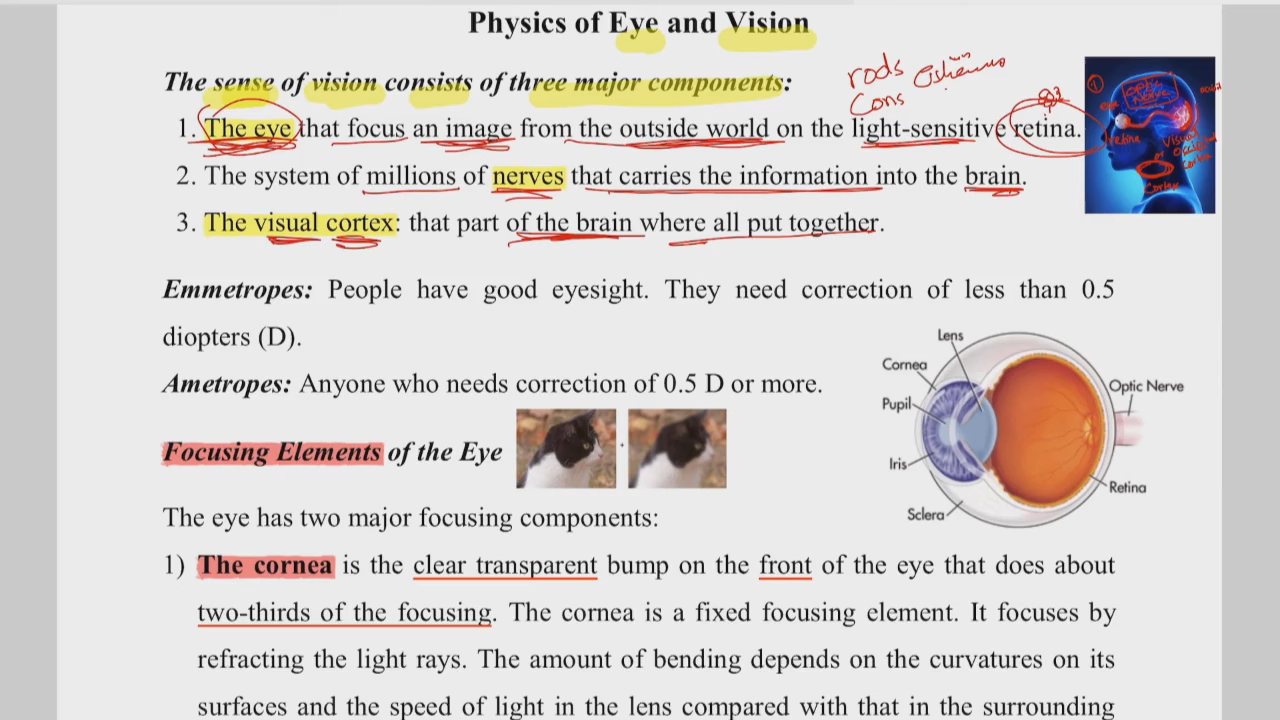 Physics of Eye and Vision
The sense of vision consists of three major components:
rods
Cons
1. The eye that focus an image from the outside world on the light-sensitive retina.
2. The system of millions of nerves that carries the information into the brain.
3. The visual cortex: that part of the brain where all put together.
1
optic
Nerve
retina
Cortex
Emmetropes: People have good eyesight. They need correction of less than 0.5
diopters (D).
Ametropes: Anyone who needs correction of 0.5 D or more.
Lens
Cornea
Pupil
Iris
Sclera
Optic Nerve
Retina
Focusing Elements of the Eye
The eye has two major focusing components:
1) The cornea is the clear transparent bump on the front of the eye that does about
two-thirds of the focusing. The cornea is a fixed focusing element. It focuses by
refracting the light rays. The amount of bending depends on the curvatures on its
surfaces and the speed of light in the lens compared with that in the surrounding